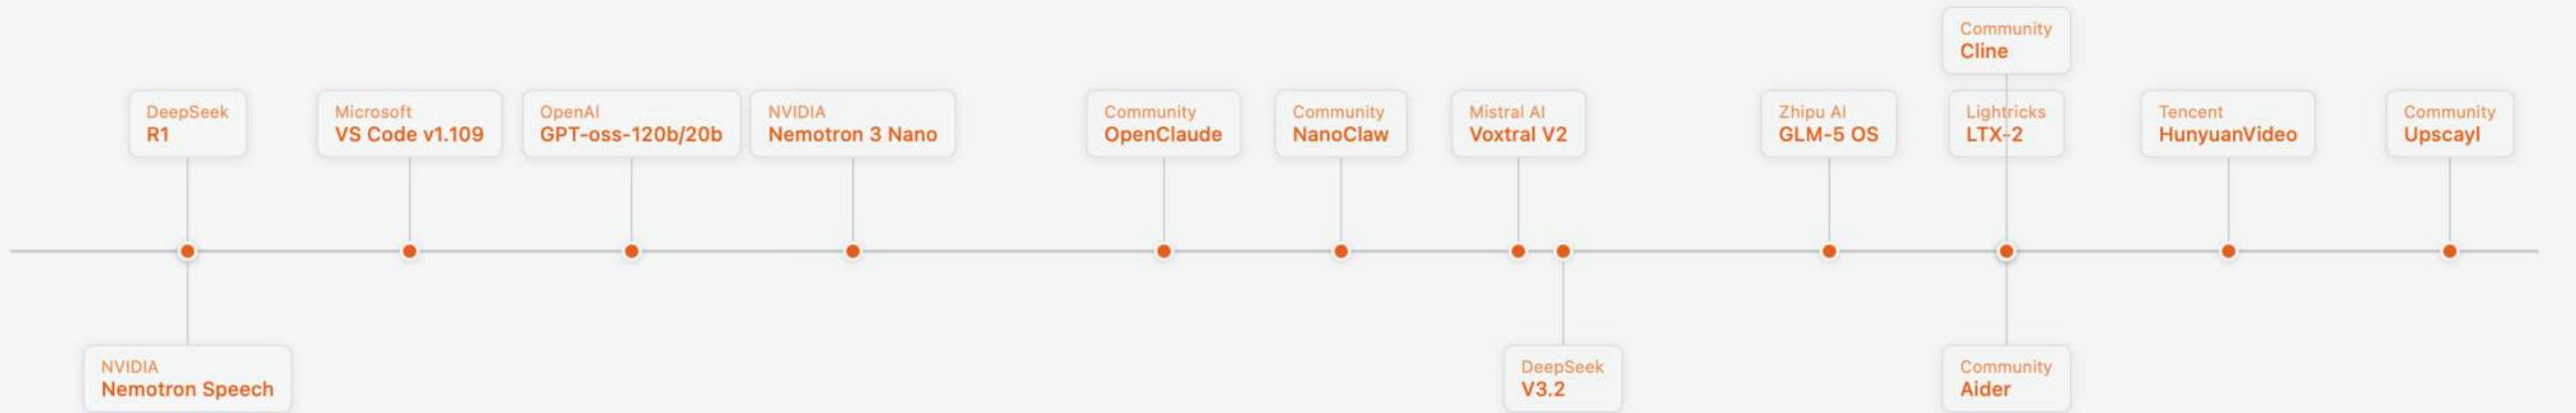 Community
Cline
DeepSeek
R1
Microsoft
VS Code v1.109
OpenAI
GPT-oss-120b/20b
NVIDIA
Nemotron 3 Nano
Community
OpenClaude
Community
NanoClaw
Mistral AI
Voxtral V2
Zhipu AI
GLM-5 OS
Lightricks
LTX-2
Tencent
HunyuanVideo
Community
Upscayl
NVIDIA
Nemotron Speech
DeepSeek
V3.2
Community
Aider